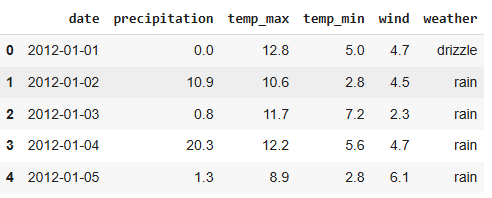 date precipitation temp_max temp_min wind weather
0 2012-01-01 0.0 12.8 5.0 4.7 drizzle
1 2012-01-02 10.9 10.6 2.8 4.5 rain
2 2012-01-03 0.8 11.7 7.2 2.3 rain
3 2012-01-04 20.3 12.2 5.6 4.7 rain
4 2012-01-05 1.3 8.9 2.8 6.1 rain